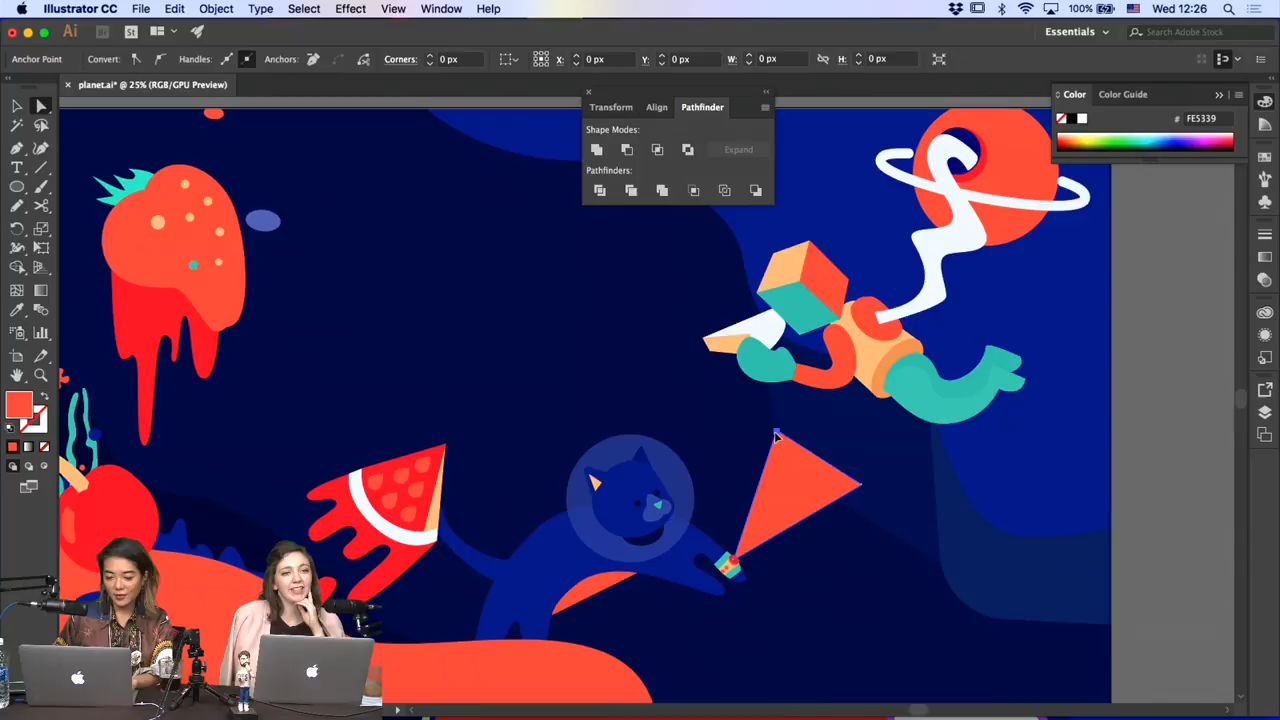 Illustrator CC File Edit Object Type Select Effect View Window Help 100% Wed 12:26
Ai Br St Essentials Search Adobe Stock
Anchor Point Convert: Handles: Anchors: Corners: 0 px X: 0 px Y: 0 px W: 0 px H: 0 px
× planet.ai* @ 25% (RGB/GPU Preview)
Color Color Guide
# FE5339
Transform Align Pathfinder
Shape Modes:
Expand
Pathfinders: